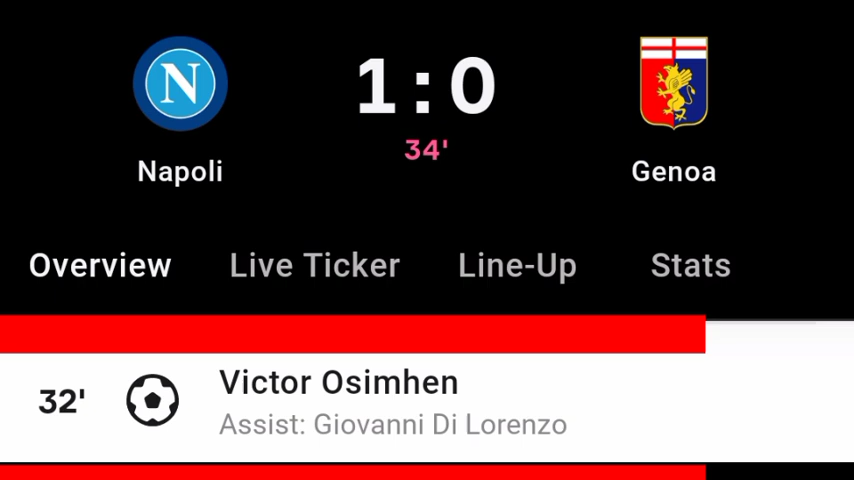 1:0
34'
Napoli
Genoa
Overview Live Ticker Line-Up Stats
32' Victor Osimhen
Assist: Giovanni Di Lorenzo
N